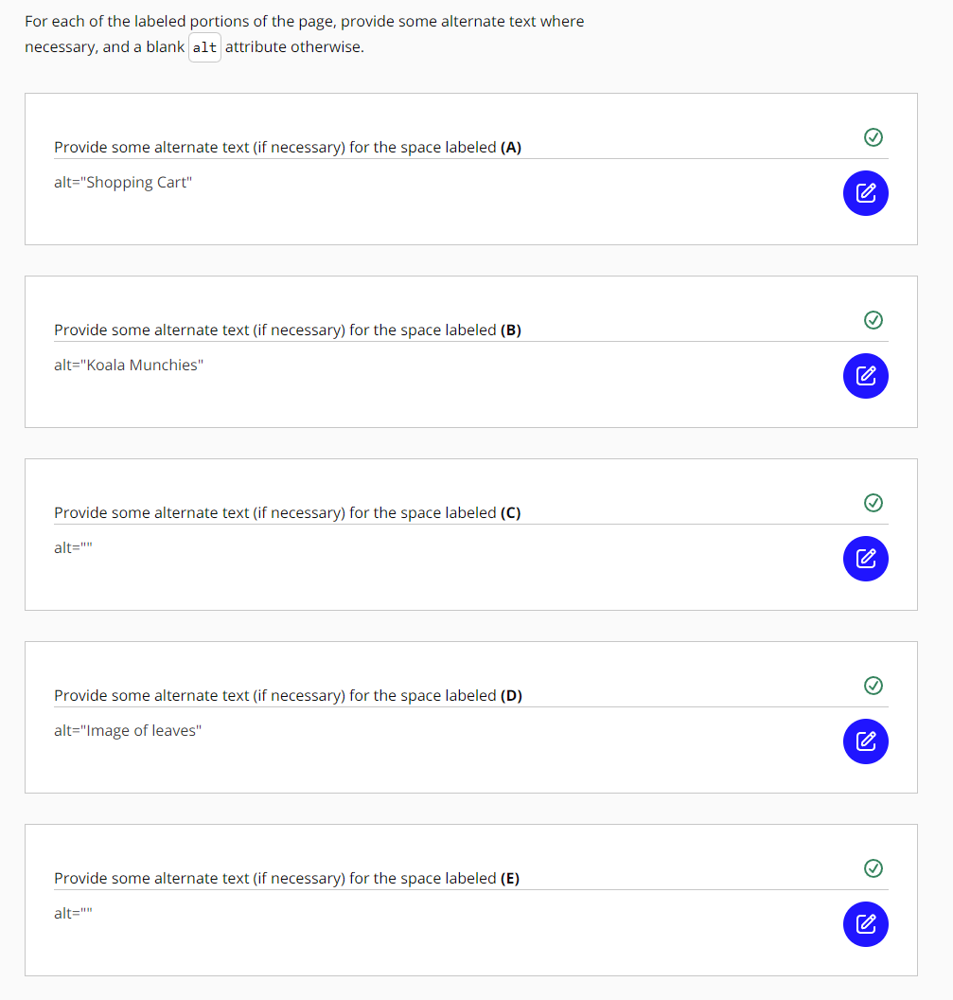 For each of the labeled portions of the page, provide some alternate text where
necessary, and a blank alt attribute otherwise.
Provide some alternate text (if necessary) for the space labeled (A)
alt="Shopping Cart"
Provide some alternate text (if necessary) for the space labeled (B)
alt="Koala Munchies"
Provide some alternate text (if necessary) for the space labeled (C)
alt=""
Provide some alternate text (if necessary) for the space labeled (D)
alt="Image of leaves"
Provide some alternate text (if necessary) for the space labeled (E)
alt=""